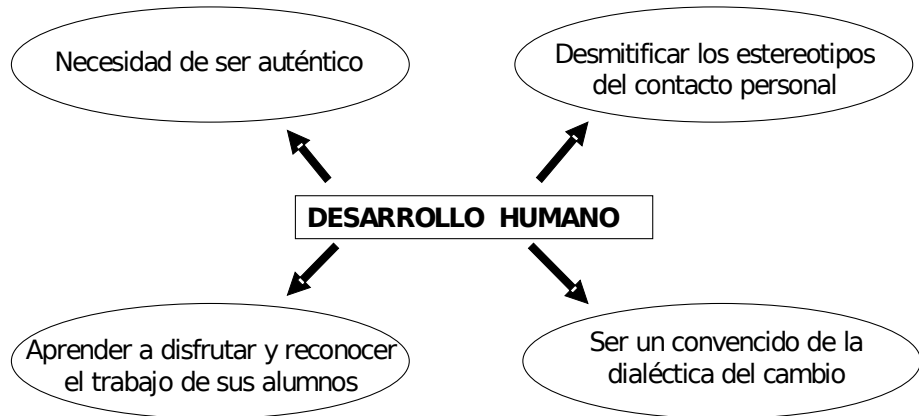 Necesidad de ser auténtico
Desmitificar los estereotipos
del contacto personal
DESARROLLO HUMANO
Aprender a disfrutar y reconocer
el trabajo de sus alumnos
Ser un convencido de la
dialéctica del cambio